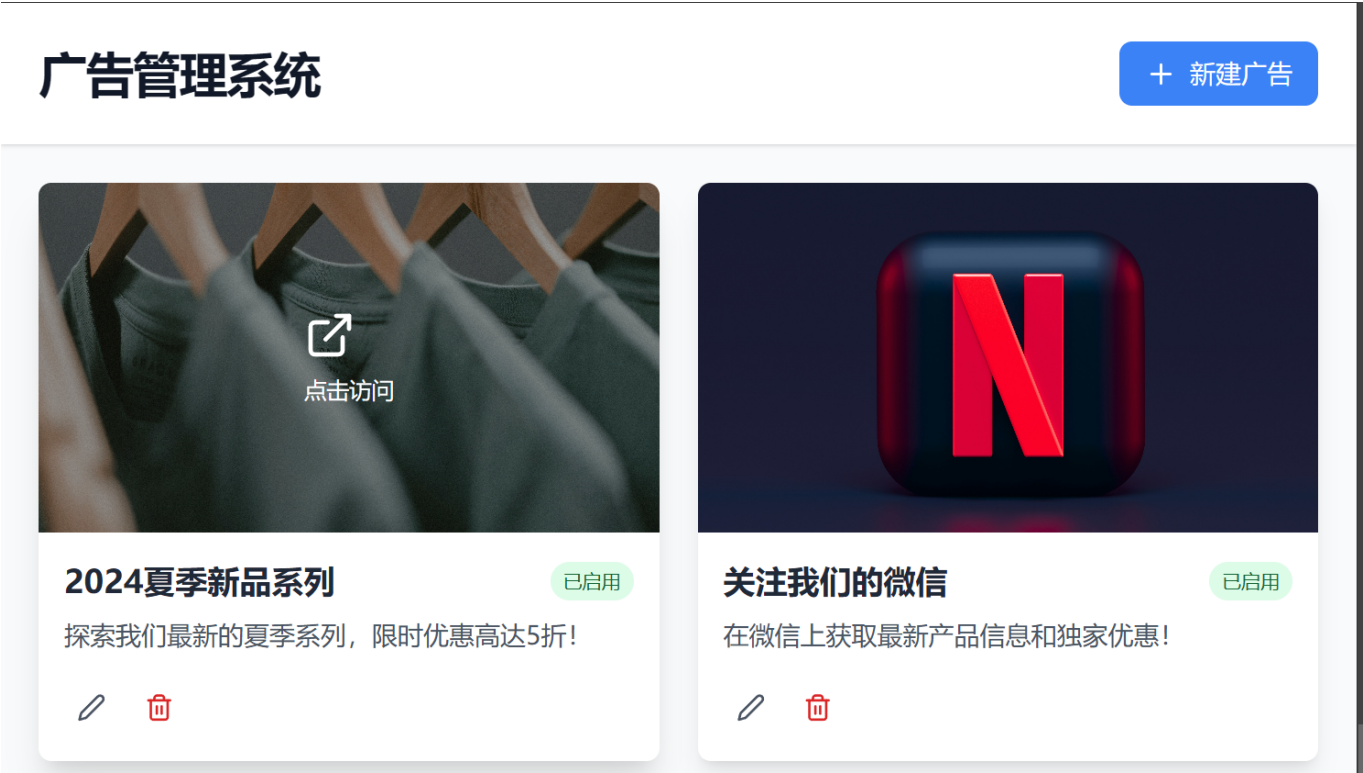 广告管理系统
新建广告
点击访问
N
2024夏季新品系列
已启用
探索我们最新的夏季系列，限时优惠高达5折！
关注我们的微信
已启用
在微信上获取最新产品信息和独家优惠！